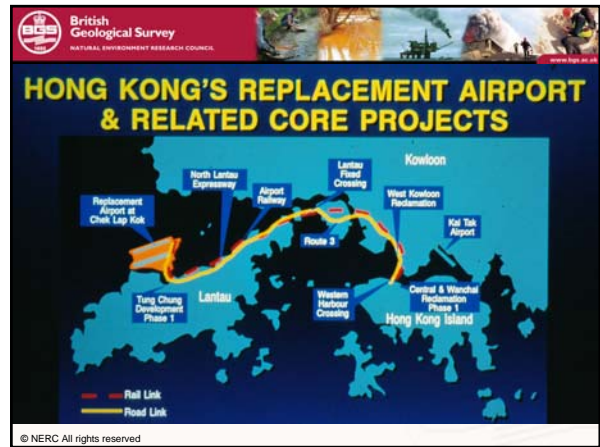 BGS
1835
British
Geological Survey
NATURAL ENVIRONMENT RESEARCH COUNCIL
www.bgs.ac.uk
HONG KONG'S REPLACEMENT AIRPORT
& RELATED CORE PROJECTS
Lantau
Fixed
Crossing
Kowloon
North Lantau
Expressway
Airport
Railway
West Kowloon
Reclamation
Replacement
Airport at
Chek Lap Kok
Kai Tak
Airport
Route 3
Tung Chung
Development
Phase 1
Lantau
Western
Harbour
Crossing
Central & Wanchai
Reclamation
Phase 1
Hong Kong Island
Rail Link
Road Link
© NERC All rights reserved